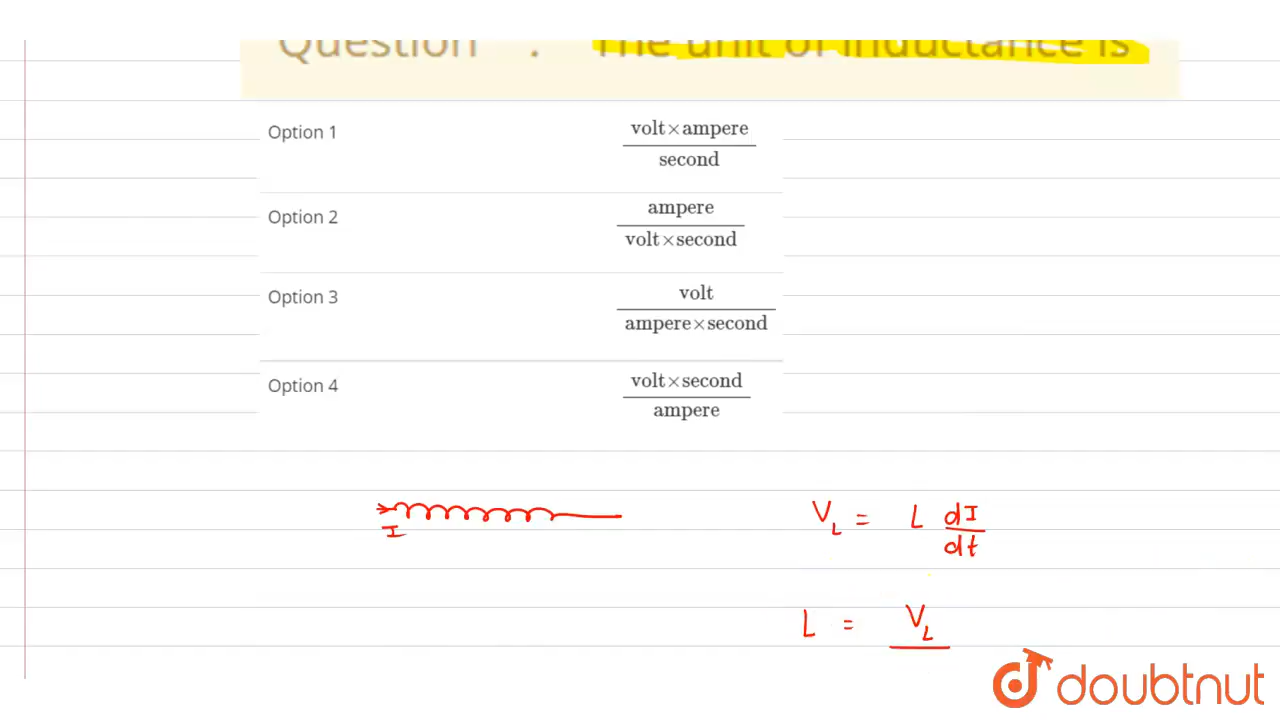 Question : The unit of inductance is
Option 1 volt×ampere
second
Option 2 ampere
volt×second
Option 3 volt
ampere×second
Option 4 volt×second
ampere
I
V_L = L dI
dt
L = V_L
doubtnut